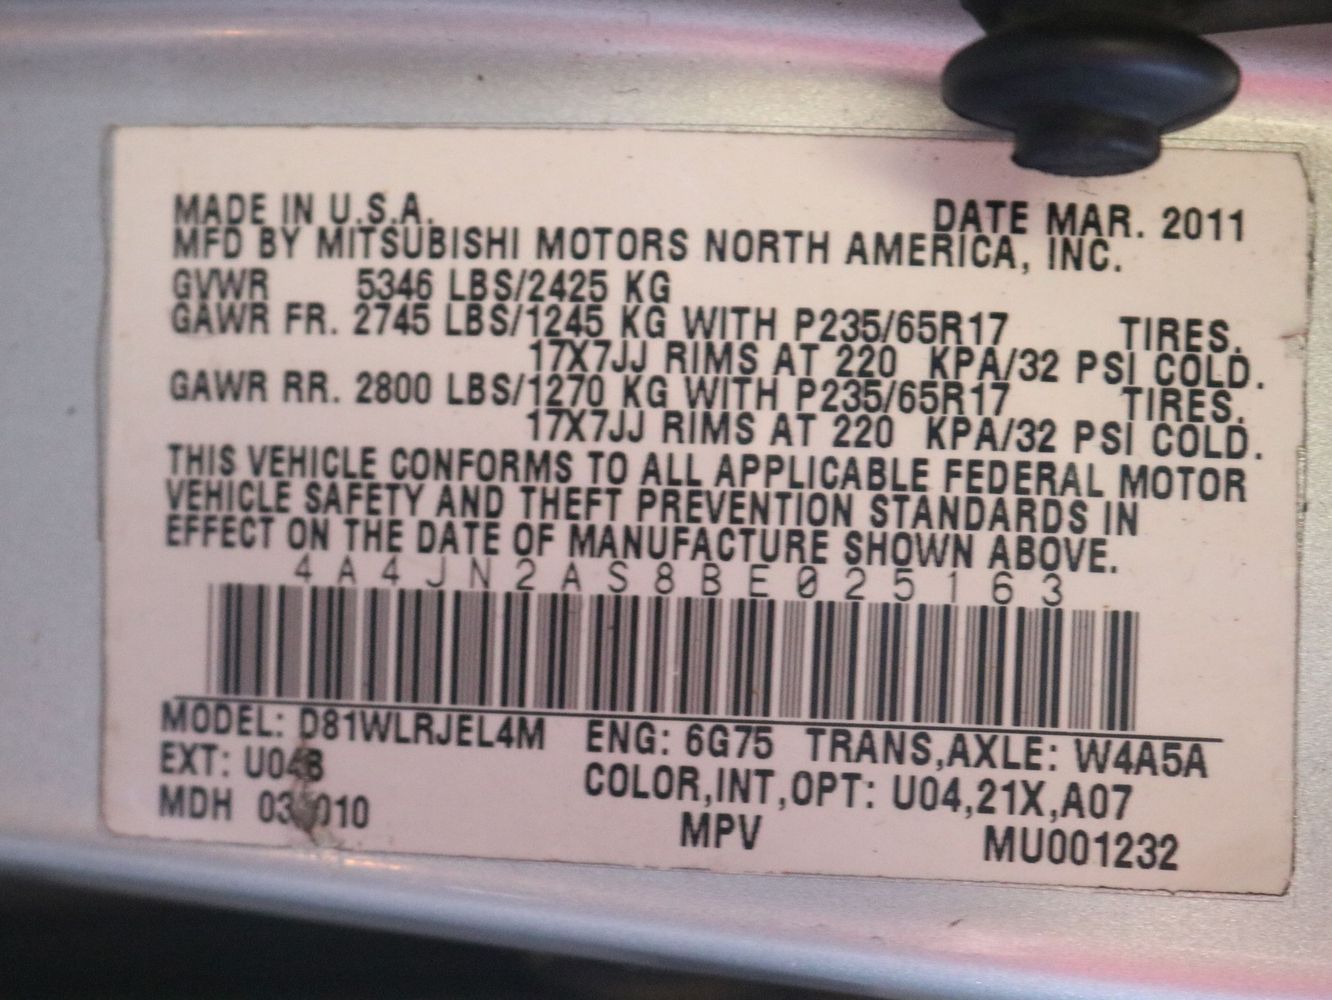 MADE IN U.S.A. DATE MAR. 2011
MFD BY MITSUBISHI MOTORS NORTH AMERICA, INC.
GVWR 5346 LBS/2425 KG
GAWR FR. 2745 LBS/1245 KG WITH P235/65R17 TIRES.
17X7JJ RIMS AT 220 KPA/32 PSI COLD.
GAWR RR. 2800 LBS/1270 KG WITH P235/65R17 TIRES.
17X7JJ RIMS AT 220 KPA/32 PSI COLD.
THIS VEHICLE CONFORMS TO ALL APPLICABLE FEDERAL MOTOR
VEHICLE SAFETY AND THEFT PREVENTION STANDARDS IN
EFFECT ON THE DATE OF MANUFACTURE SHOWN ABOVE.
4A4JN2AS8BE025163
MODEL: D81WLRJEL4M ENG: 6G75 TRANS,AXLE: W4A5A
EXT: COLOR,INT,OPT: U04,21X,A07
MDH MPV MU001232